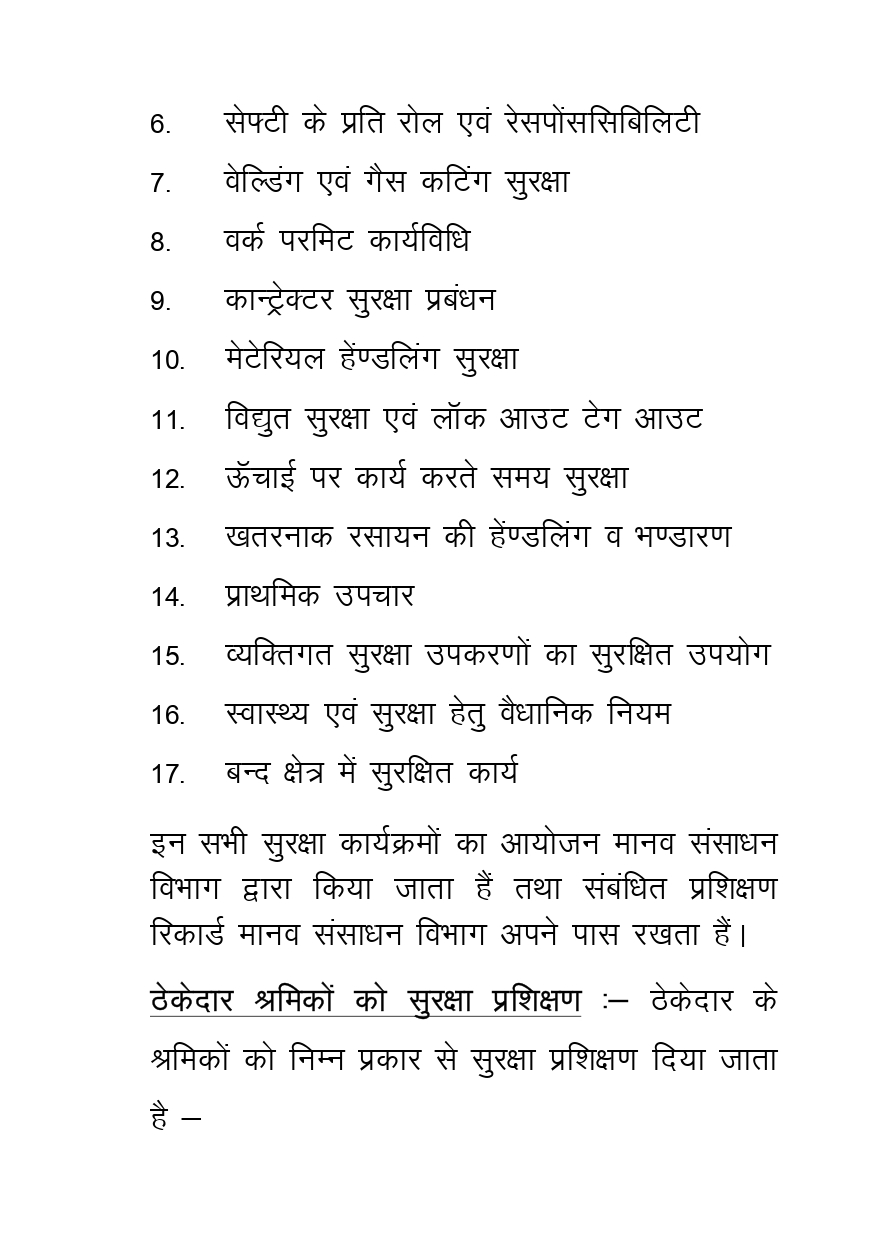 6. सेफ्टी के प्रति रोल एवं रेसपोंससिबिलिटी
7. वेल्डिंग एवं गैस कटिंग सुरक्षा
8. वर्क परमिट कार्यविधि
9. कान्ट्रेक्टर सुरक्षा प्रबंधन
10. मेटेरियल हेंण्डलिंग सुरक्षा
11. विद्युत सुरक्षा एवं लॉक आउट टेग आउट
12. ऊॅचाई पर कार्य करते समय सुरक्षा
13. खतरनाक रसायन की हेंण्डलिंग व भण्डारण
14. प्राथमिक उपचार
15. व्यक्तिगत सुरक्षा उपकरणों का सुरक्षित उपयोग
16. स्वास्थ्य एवं सुरक्षा हेतु वैधानिक नियम
17. बन्द क्षेत्र में सुरक्षित कार्य
इन सभी सुरक्षा कार्यक्रमों का आयोजन मानव संसाधन
विभाग द्वारा किया जाता हैं तथा संबंधित प्रशिक्षण
रिकार्ड मानव संसाधन विभाग अपने पास रखता हैं।
ठेकेदार श्रमिकों को सुरक्षा प्रशिक्षण :– ठेकेदार के
श्रमिकों को निम्न प्रकार से सुरक्षा प्रशिक्षण दिया जाता
है –